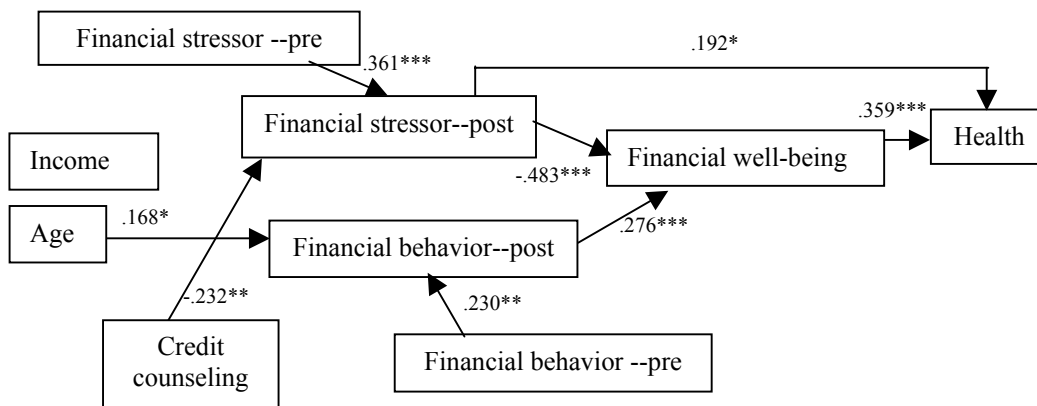 Financial stressor --pre
.192*
.361***
Financial stressor--post
.359***
Health
Income
Financial well-being
-.483***
Age
.168*
Financial behavior--post
.276***
-.232**
.230**
Credit
counseling
Financial behavior --pre